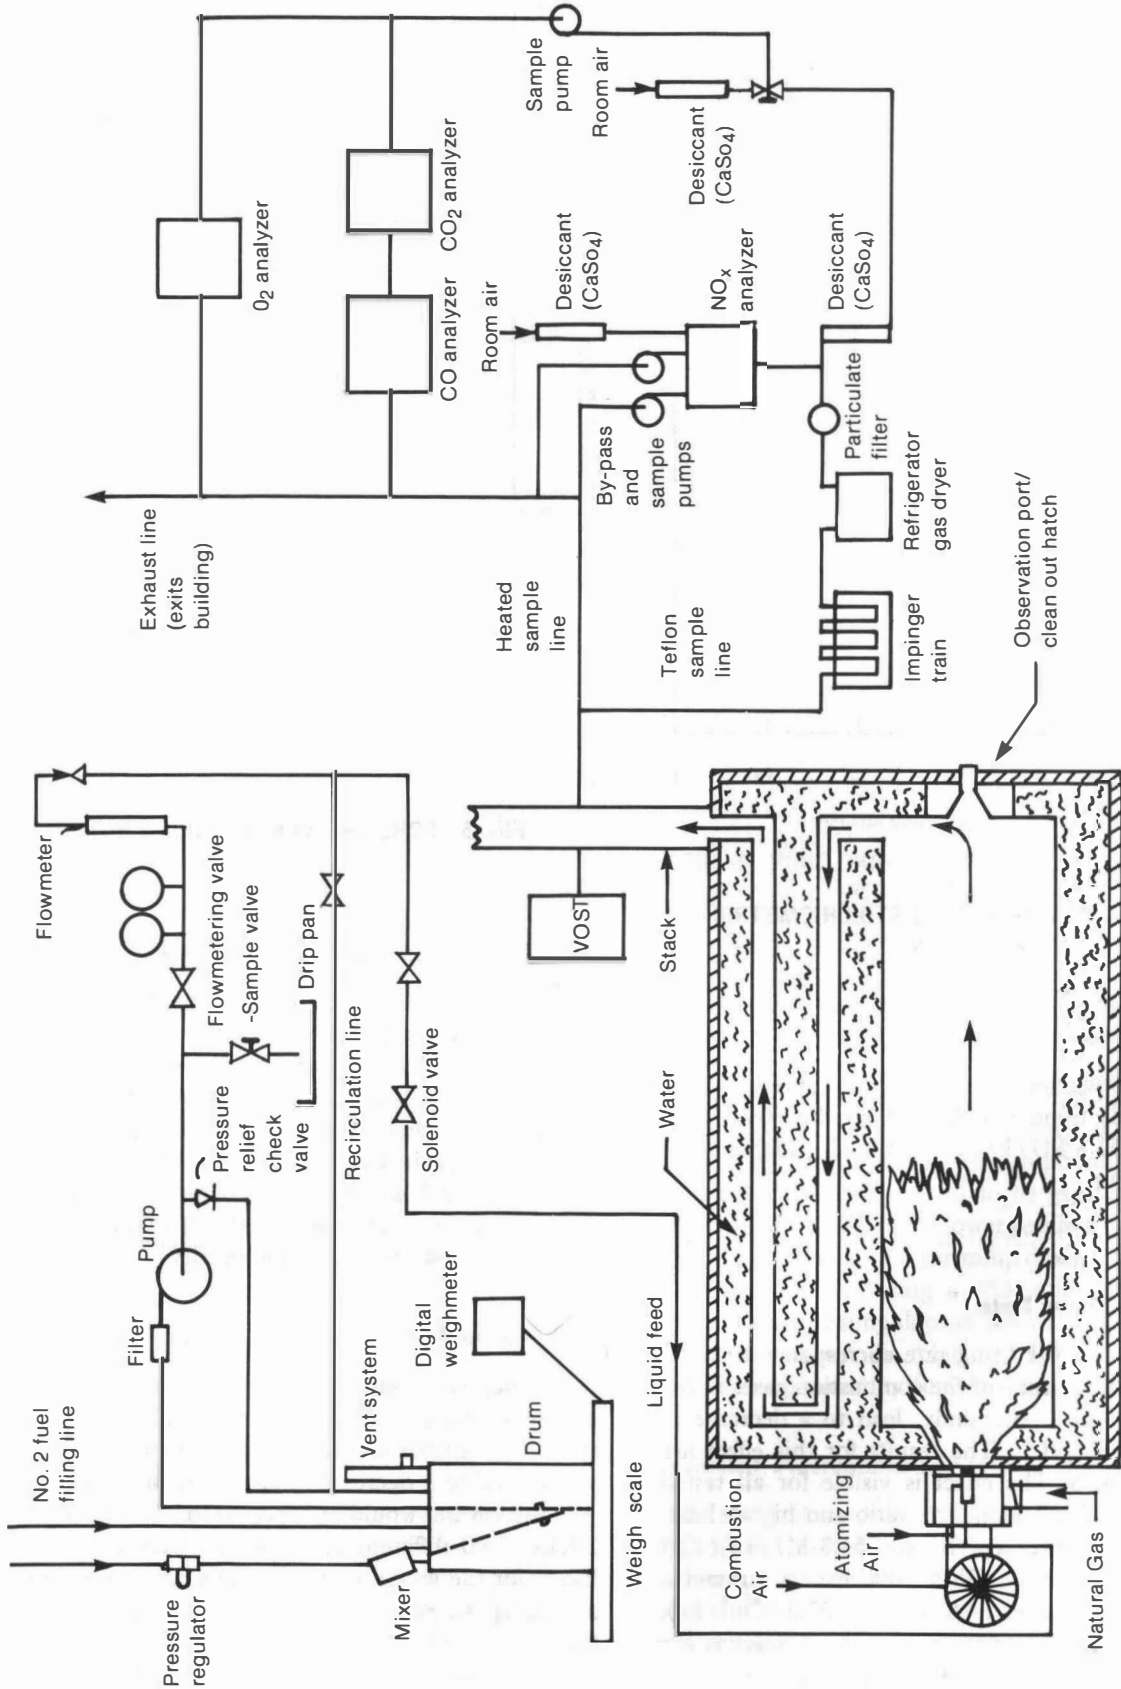 No. 2 fuel
filling line
Pressure
regulator
Mixer
Filter
Pump
Vent system
Digital
weighmeter
Drum
Weigh scale
Pressure
relief
check
valve
Flowmeter
Flowmetering valve
-Sample valve
Drip pan
Recirculation line
Solenoid valve
Liquid feed
Exhaust line
(exits
building)
O2 analyzer
CO analyzer
CO2 analyzer
Sample
pump
Room air
Desiccant
(CaSo4)
Room air
Desiccant
(CaSo4)
NOx
analyzer
Desiccant
(CaSo4)
By-pass
and
sample
pumps
Particulate
filter
Refrigerator
gas dryer
Impinger
train
Heated
sample
line
Teflon
sample
line
VOST
Stack
Water
Observation port/
clean out hatch
Combustion
Air
Atomizing
Air
Natural Gas